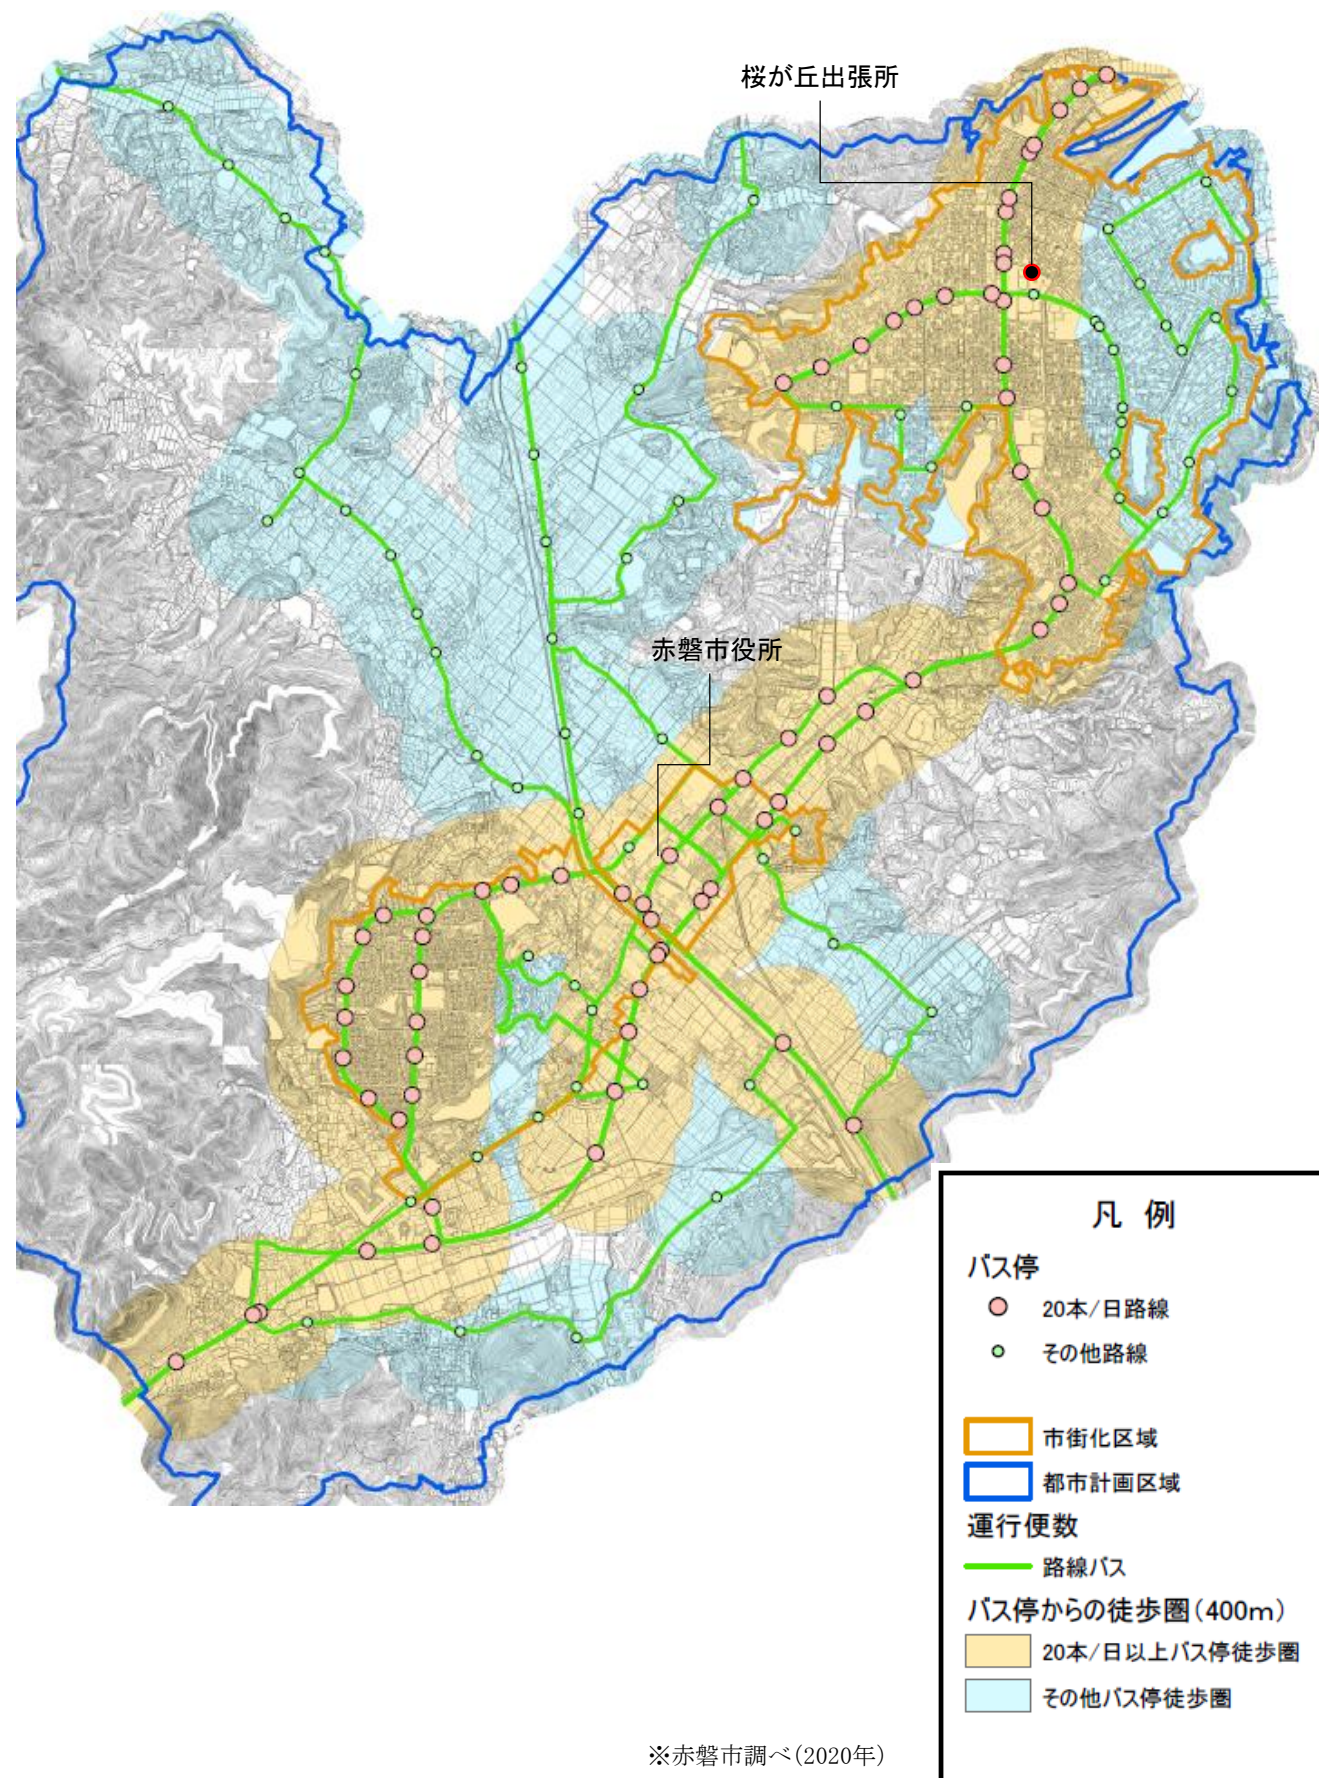 桜が丘出張所
赤磐市役所
凡 例
バス停
20本/日路線
その他路線
市街化区域
都市計画区域
運行便数
路線バス
バス停からの徒歩圏(400m)
20本/日以上バス停徒歩圏
その他バス停徒歩圏
※赤磐市調べ(2020年)